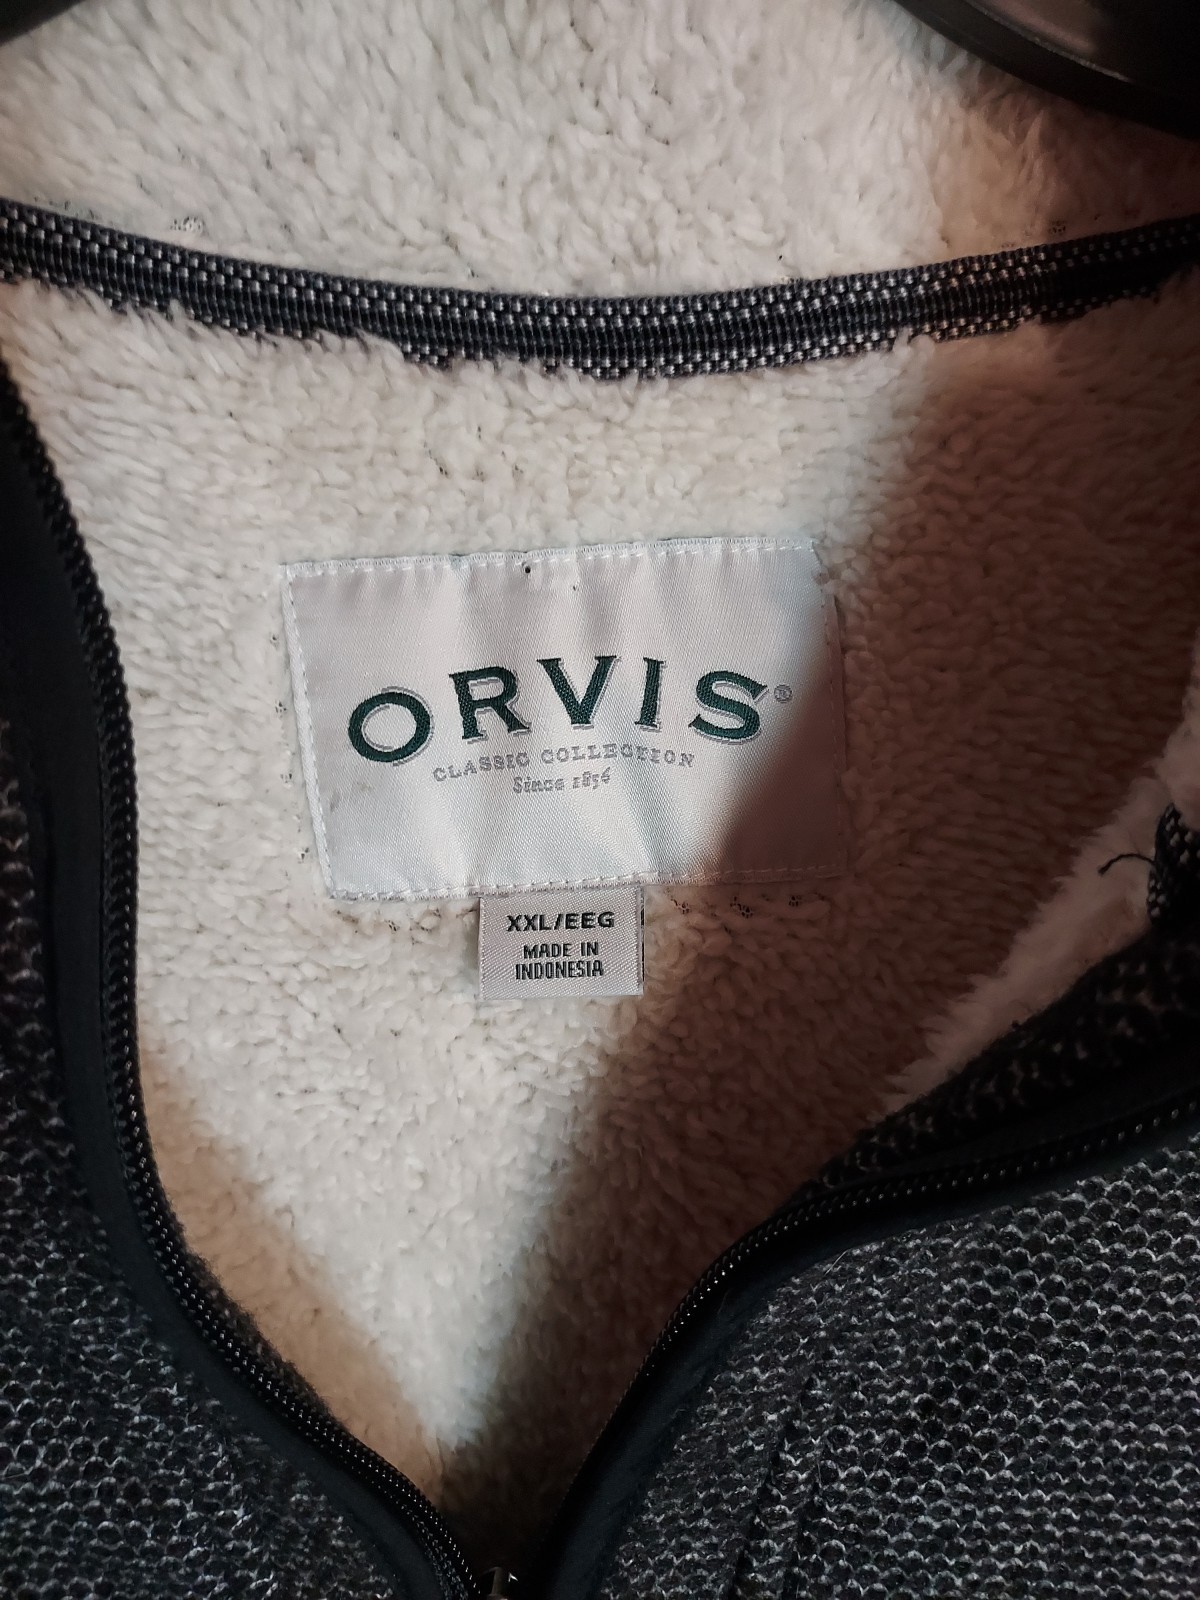 ORVIS®
CLASSIC COLLECTION
Since 1856
XXL/EEG
MADE IN
INDONESIA